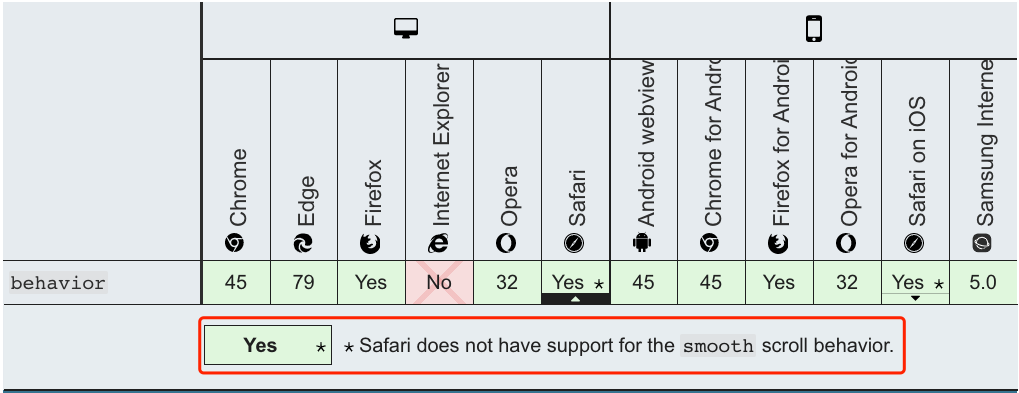 Chrome
Edge
Firefox
Internet Explorer
Opera
Safari
Android webview
Chrome for Andro
Firefox for Androi
Opera for Android
Safari on iOS
Samsung Interne
behavior 45 79 Yes No 32 Yes * 45 45 Yes 32 Yes * 5.0
Yes * * Safari does not have support for the smooth scroll behavior.